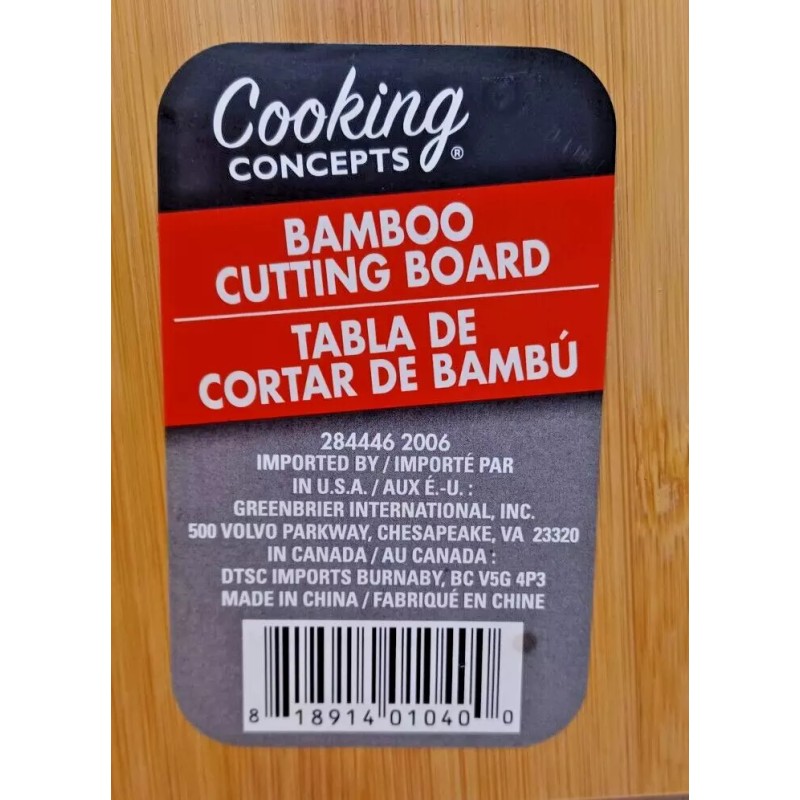 Cooking
CONCEPTS ®
BAMBOO
CUTTING BOARD
TABLA DE
CORTAR DE BAMBÚ
284446 2006
IMPORTED BY / IMPORTÉ PAR
IN U.S.A. / AUX É.-U. :
GREENBRIER INTERNATIONAL, INC.
500 VOLVO PARKWAY, CHESAPEAKE, VA 23320
IN CANADA / AU CANADA :
DTSC IMPORTS BURNABY, BC V5G 4P3
MADE IN CHINA / FABRIQUÉ EN CHINE
8 18914 01040 0